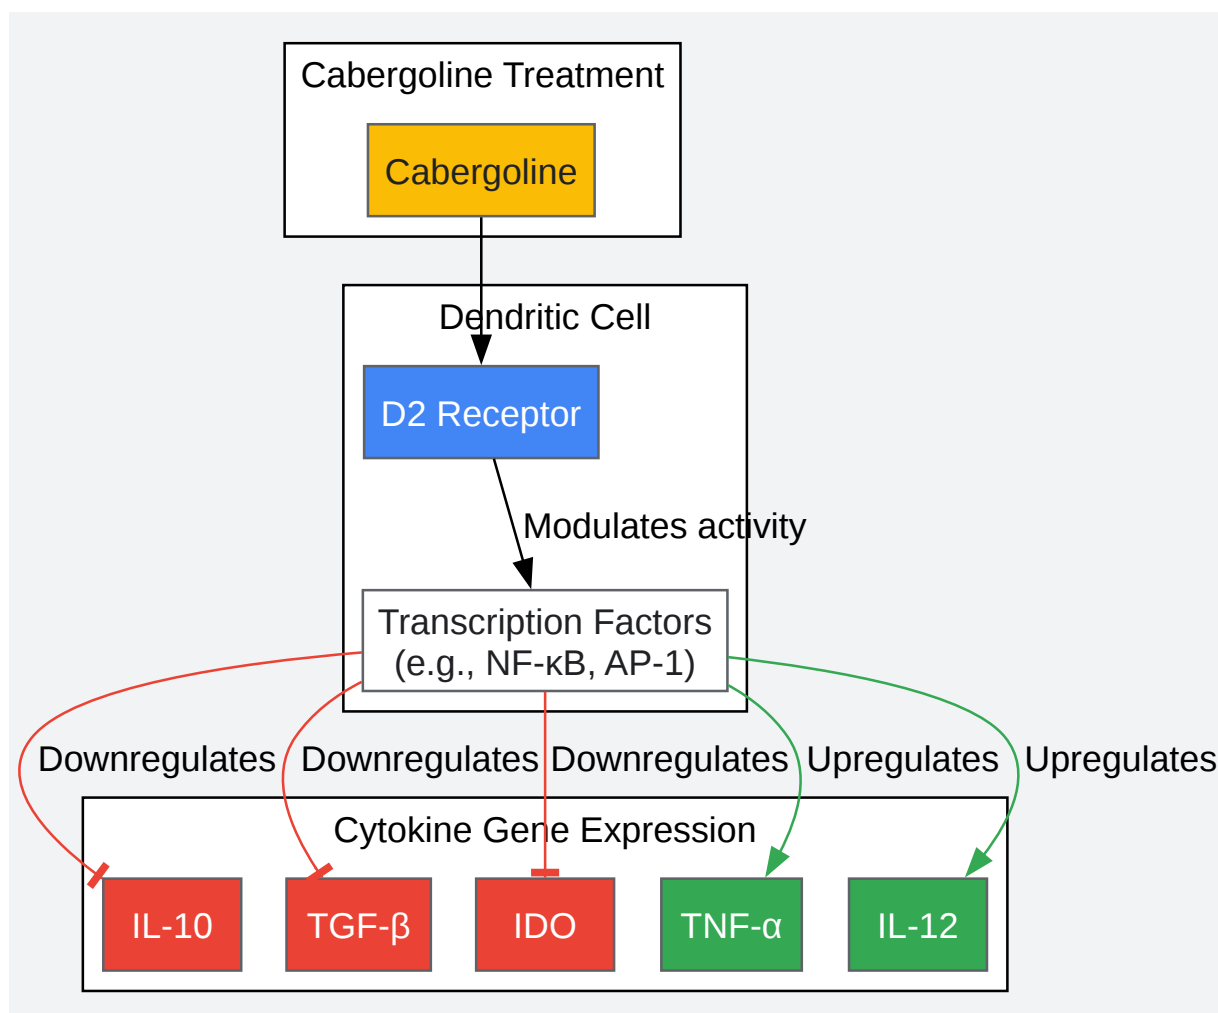 Cabergoline Treatment
Cabergoline
Dendritic Cell
D2 Receptor
Modulates activity
Transcription Factors
(e.g., NF-κB, AP-1)
Downregulates
Downregulates
Downregulates
Upregulates
Upregulates
Cytokine Gene Expression
IL-10
TGF-β
IDO
TNF-α
IL-12